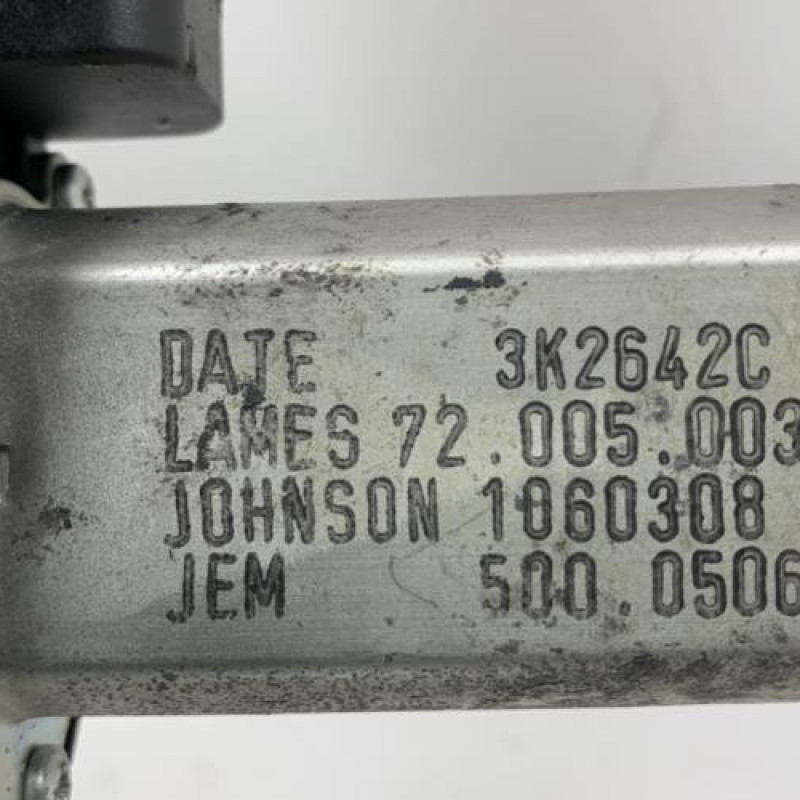 DATE 3K2642C
LAMES 72.005.003
JOHNSON 1060308
JEM 500.0506